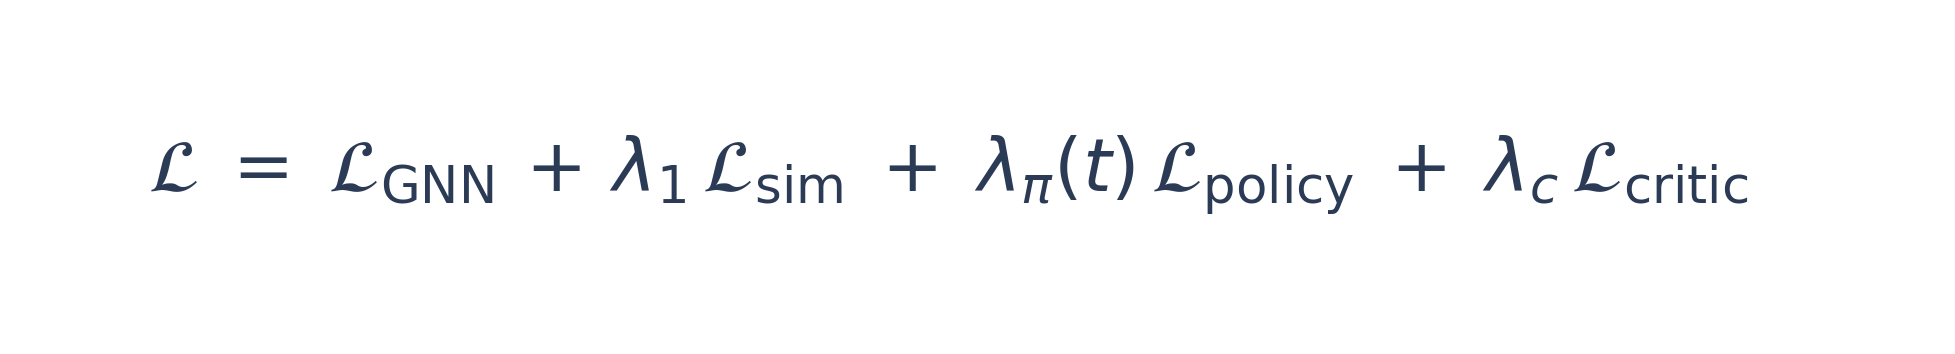 ℒ = ℒ_GNN + λ_1 ℒ_sim + λ_π(t) ℒ_policy + λ_c ℒ_critic